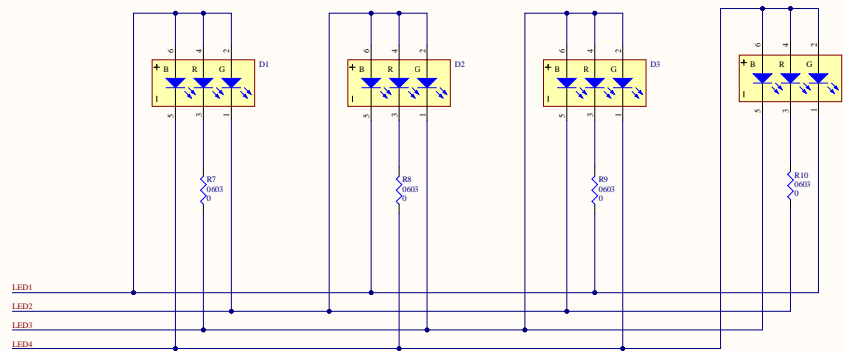 6 4 2
+ B R G D1
5 3 1
R7
0603
0
6 4 2
+ B R G D2
5 3 1
R8
0603
0
6 4 2
+ B R G D3
5 3 1
R9
0603
0
6 4 2
+ B R G
5 3 1
R10
0603
0
LED1
LED2
LED3
LED4